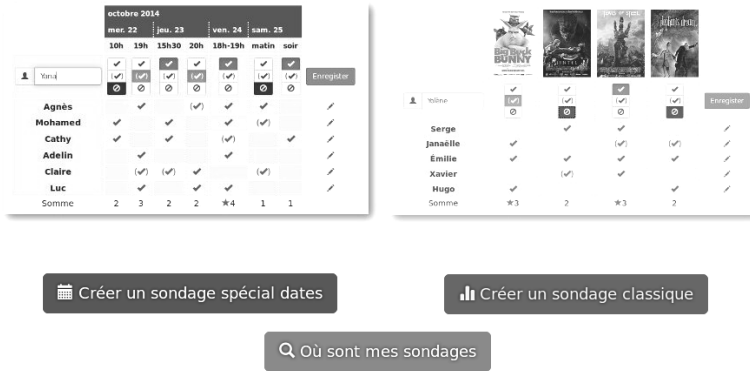 octobre 2014
mer. 22 jeu. 23 ven. 24 sam. 25
10h 19h 15h30 20h 18h-19h matin soir
Enregister
Agnès (✔)
Mohamed (✔)
Cathy (✔)
Adelin
Claire (✔) (✔) (✔)
Luc
Somme 2 3 2 2 ★4 1 1
BIG BUCK
BUNNY
Yolène Enregister
Serge
Janaëlle (✔) (✔)
Émilie
Xavier (✔)
Hugo
Somme ★3 2 ★3 2
Créer un sondage spécial dates
Créer un sondage classique
Où sont mes sondages